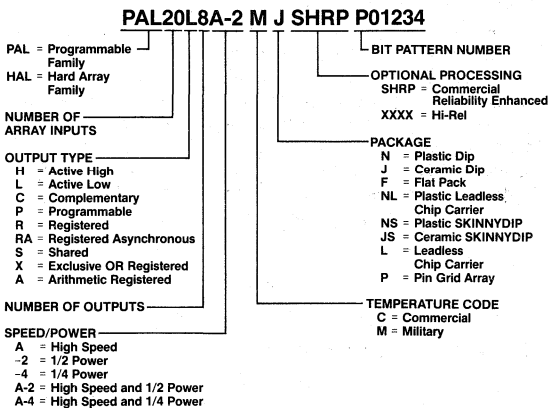 PAL20L8A-2 M J SHRP P01234
PAL = Programmable
Family
HAL = Hard Array
Family
NUMBER OF
ARRAY INPUTS
OUTPUT TYPE
H = Active High
L = Active Low
C = Complementary
P = Programmable
R = Registered
RA = Registered Asynchronous
S = Shared
X = Exclusive OR Registered
A = Arithmetic Registered
NUMBER OF OUTPUTS
SPEED/POWER
A = High Speed
-2 = 1/2 Power
-4 = 1/4 Power
A-2 = High Speed and 1/2 Power
A-4 = High Speed and 1/4 Power
BIT PATTERN NUMBER
OPTIONAL PROCESSING
SHRP = Commercial
Reliability Enhanced
XXXX = Hi-Rel
PACKAGE
N = Plastic Dip
J = Ceramic Dip
F = Flat Pack
NL = Plastic Leadless
Chip Carrier
NS = Plastic SKINNYDIP
JS = Ceramic SKINNYDIP
L = Leadless
Chip Carrier
P = Pin Grid Array
TEMPERATURE CODE
C = Commercial
M = Military